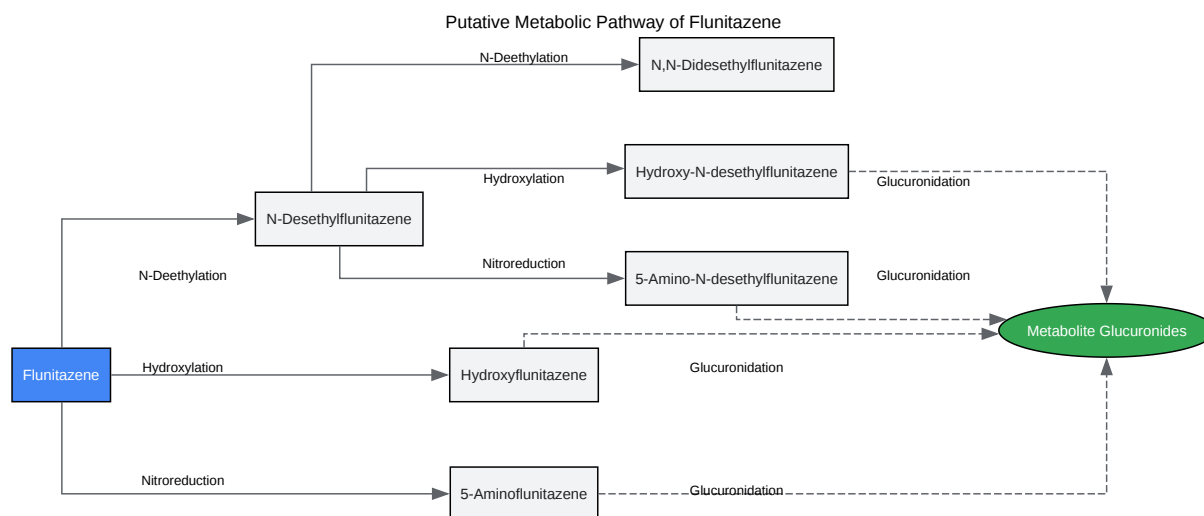 Putative Metabolic Pathway of Flunitazene
N-Deethylation
N,N-Didesethylflunitazene
Hydroxylation
Hydroxy-N-desethylflunitazene
Glucuronidation
N-Desethylflunitazene
N-Deethylation
Nitroreduction
5-Amino-N-desethylflunitazene
Glucuronidation
Metabolite Glucuronides
Flunitazene
Hydroxylation
Hydroxyflunitazene
Glucuronidation
Nitroreduction
5-Aminoflunitazene
Glucuronidation